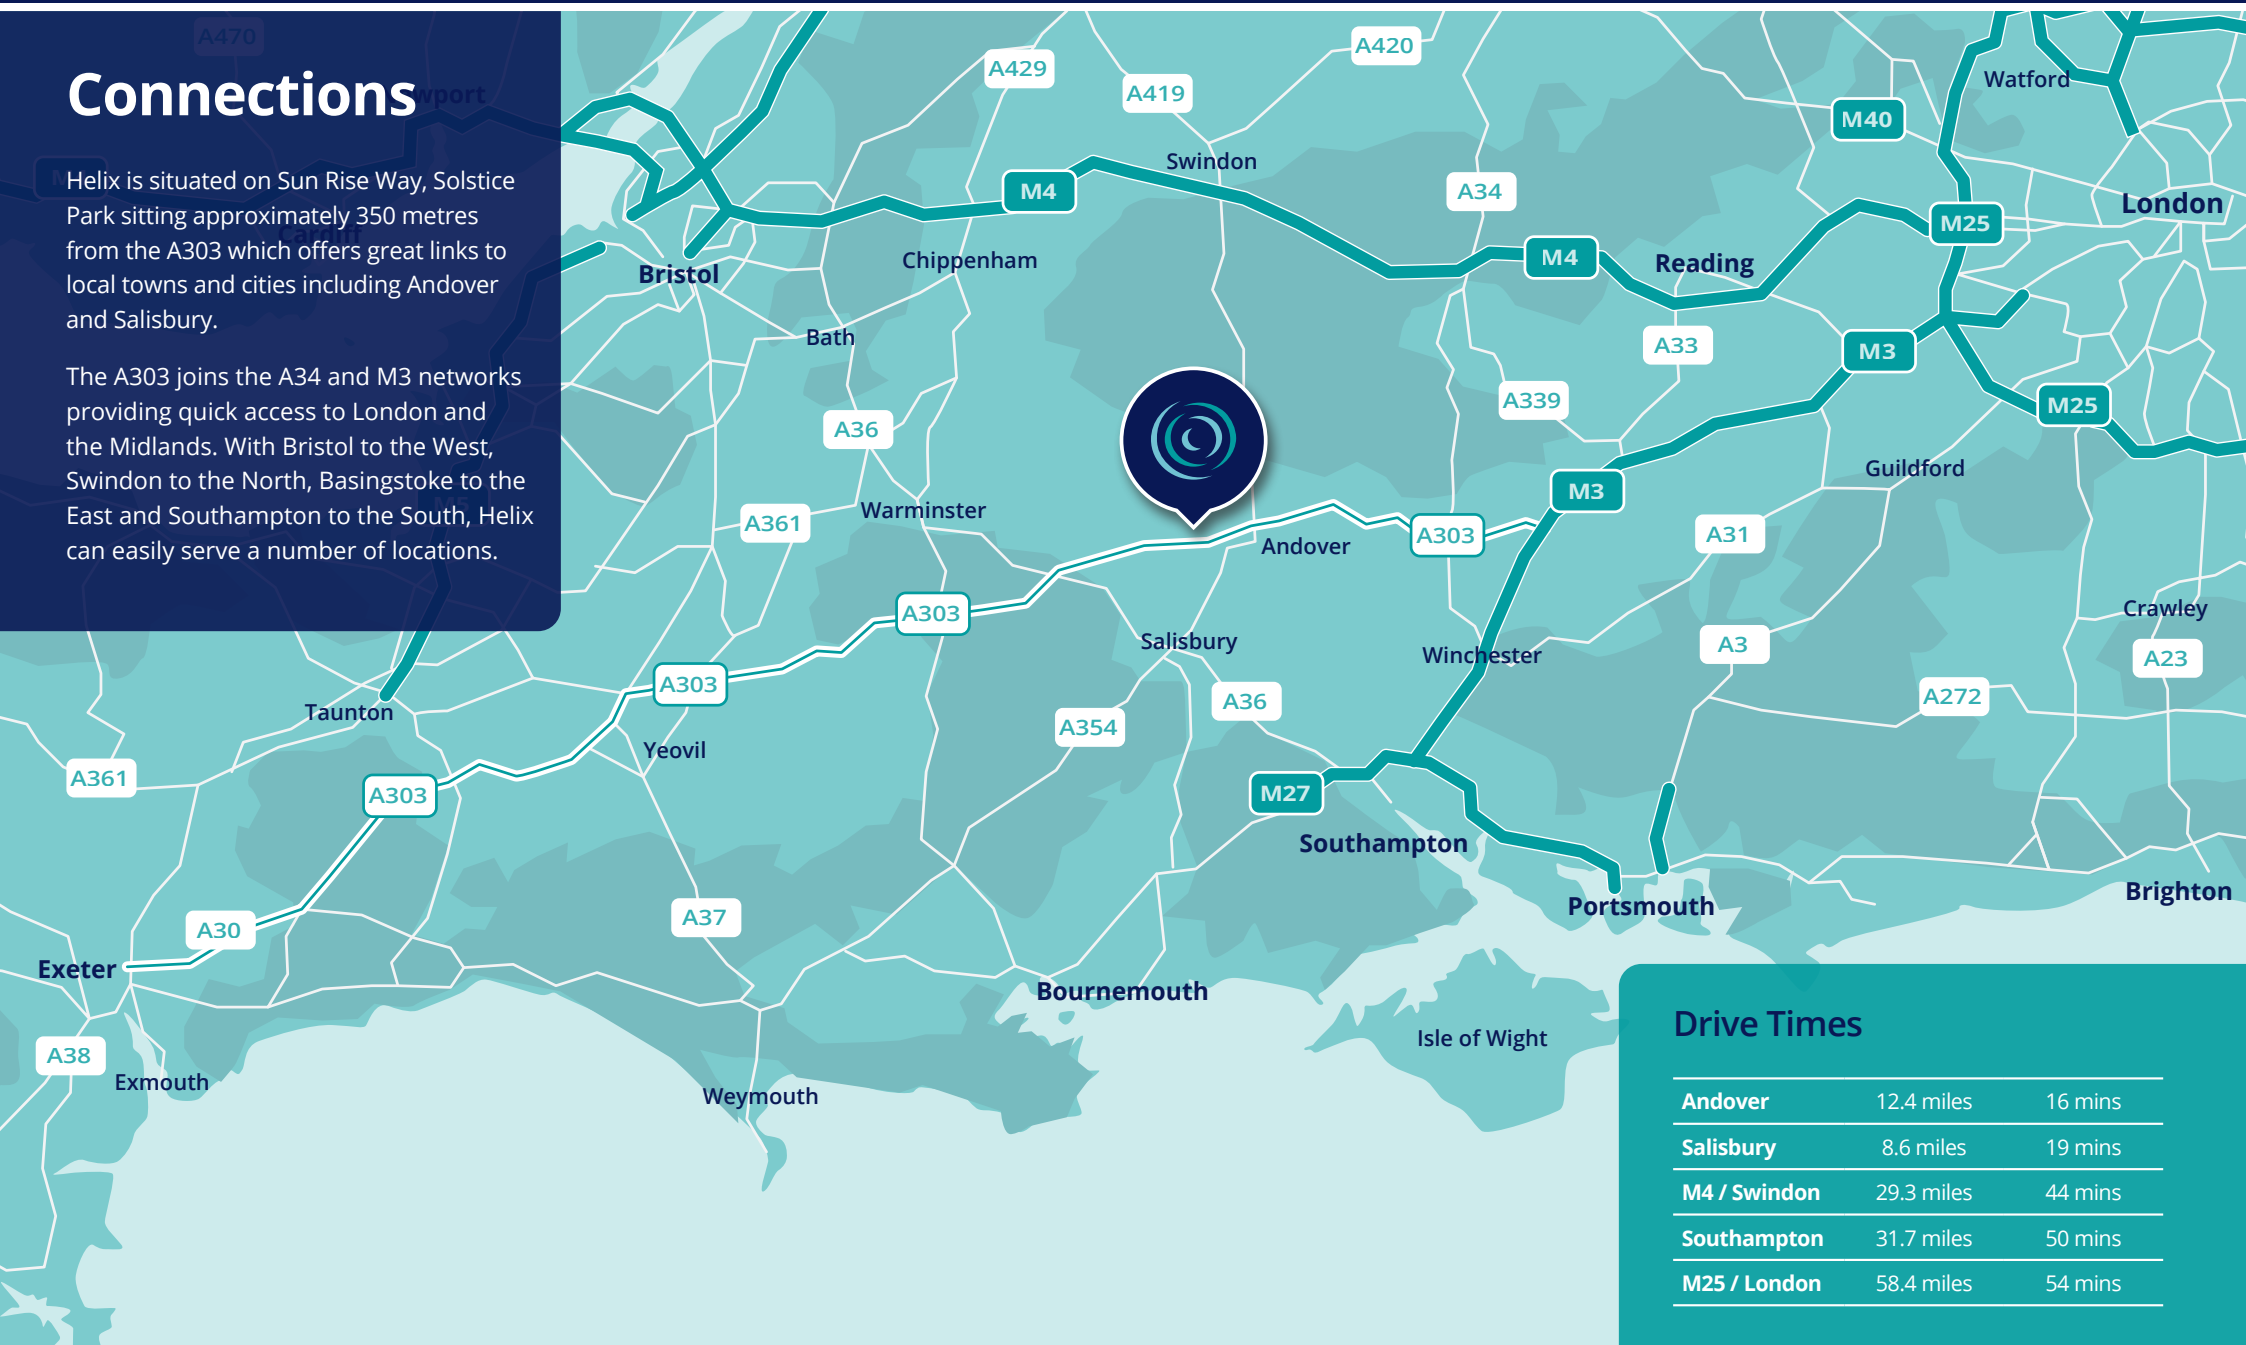 Connections
Helix is situated on Sun Rise Way, Solstice
Park sitting approximately 350 metres
from the A303 which offers great links to
local towns and cities including Andover
and Salisbury.
The A303 joins the A34 and M3 networks
providing quick access to London and
the Midlands. With Bristol to the West,
Swindon to the North, Basingstoke to the
East and Southampton to the South, Helix
can easily serve a number of locations.
A470
Cardiff
M5
A429
A419
A420
Watford
M40
Swindon
M4
A34
London
M25
Chippenham
M4
Reading
Bristol
Bath
A33
M3
A339
M25
A36
Guildford
M3
Warminster
A361
A303
A31
Andover
A303
Crawley
Salisbury
Winchester
A3
A23
A303
A36
A272
Taunton
A354
Yeovil
A361
A303
M27
Southampton
Brighton
Portsmouth
A37
A30
Exeter
Bournemouth
Isle of Wight
A38
Exmouth
Weymouth
Drive Times
Andover 12.4 miles 16 mins
Salisbury 8.6 miles 19 mins
M4 / Swindon 29.3 miles 44 mins
Southampton 31.7 miles 50 mins
M25 / London 58.4 miles 54 mins